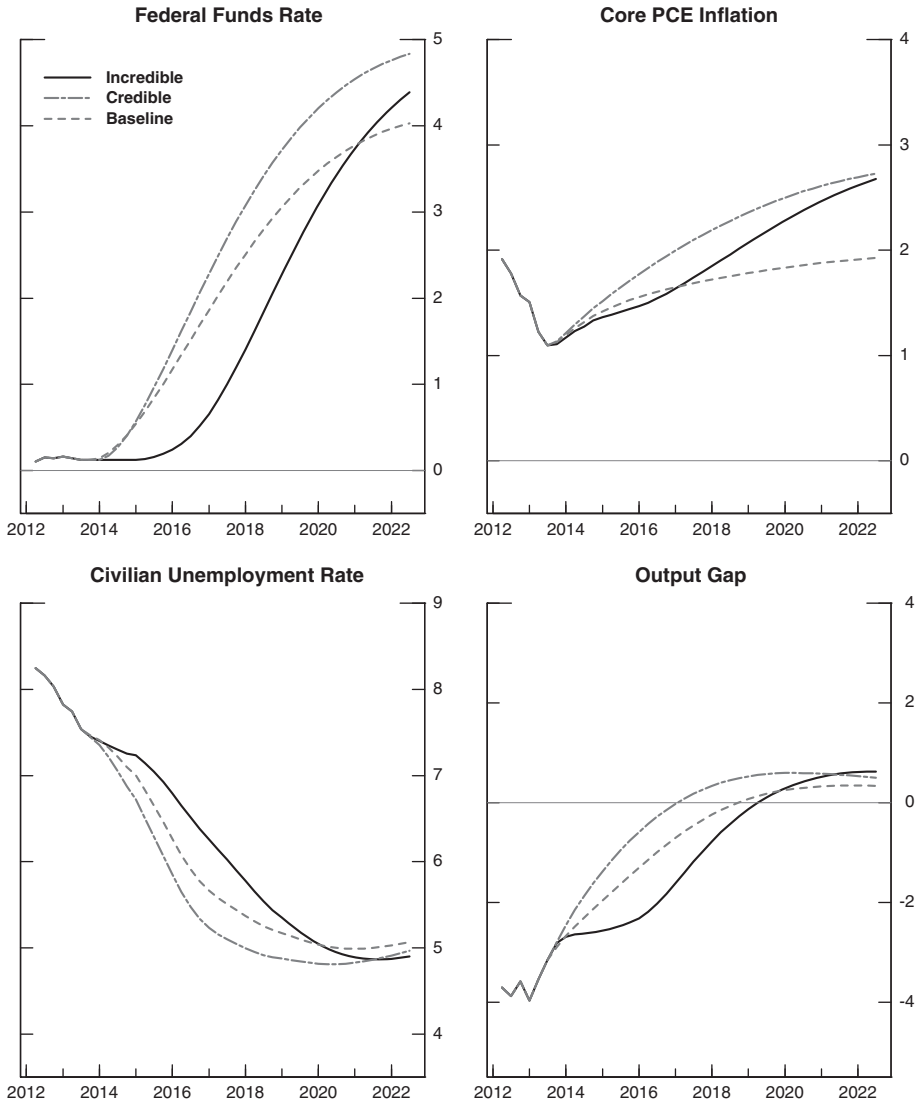 Federal Funds Rate
5
4
3
2
1
0
Incredible
Credible
Baseline
2012 2014 2016 2018 2020 2022
Core PCE Inflation
4
3
2
1
0
2012 2014 2016 2018 2020 2022
Civilian Unemployment Rate
9
8
7
6
5
4
2012 2014 2016 2018 2020 2022
Output Gap
4
2
0
-2
-4
2012 2014 2016 2018 2020 2022